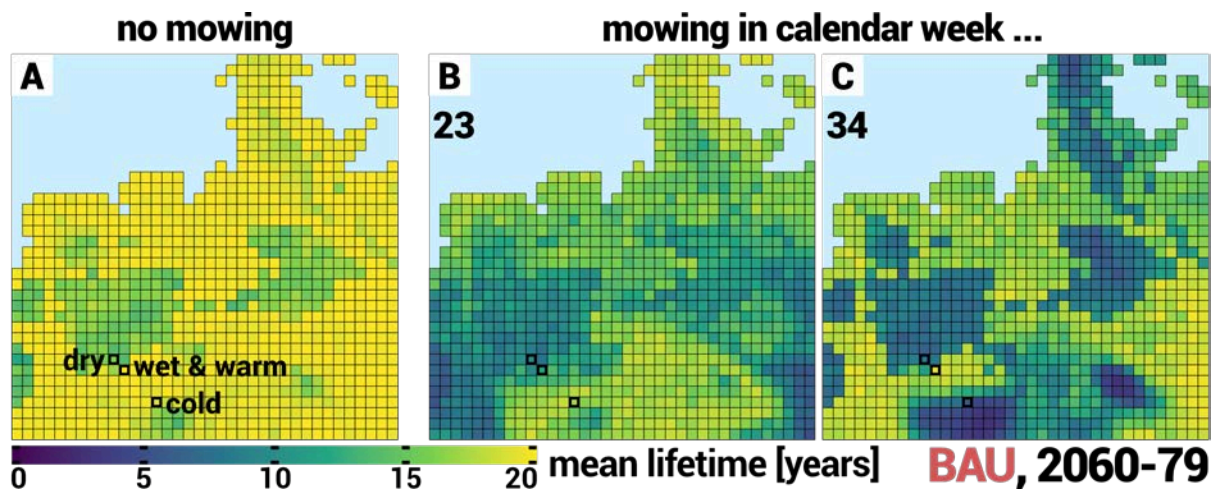 no mowing
mowing in calendar week ...
A
B
C
23
34
dry
wet & warm
cold
0 5 10 15 20
mean lifetime [years]
BAU, 2060-79